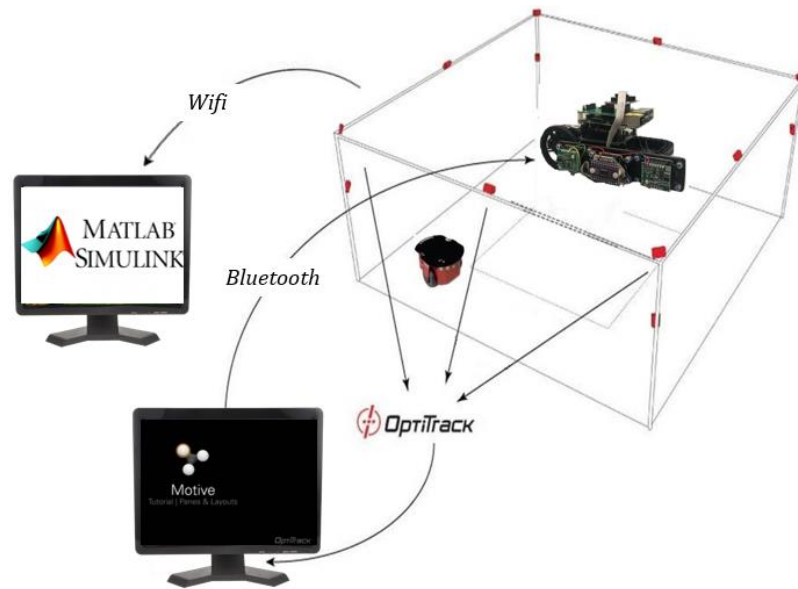 Wifi
MATLAB
SIMULINK
Bluetooth
OPTITRACK
Motive
Tutorial | Panes & Layouts
OPTITRACK